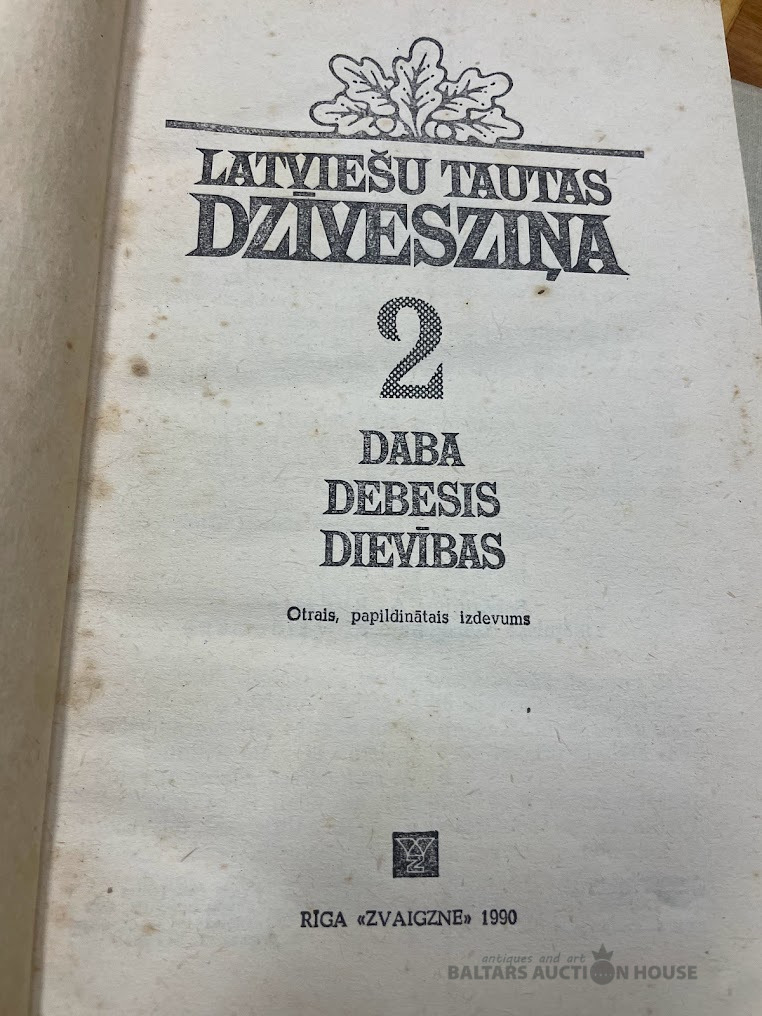 LATVIEŠU TAUTAS
DZĪVESZIŅA
2
DABA
DEBESIS
DIEVĪBAS
Otrais, papildinātais izdevums
RĪGA «ZVAIGZNE» 1990
antiques and art
BALTARS AUCTION HOUSE